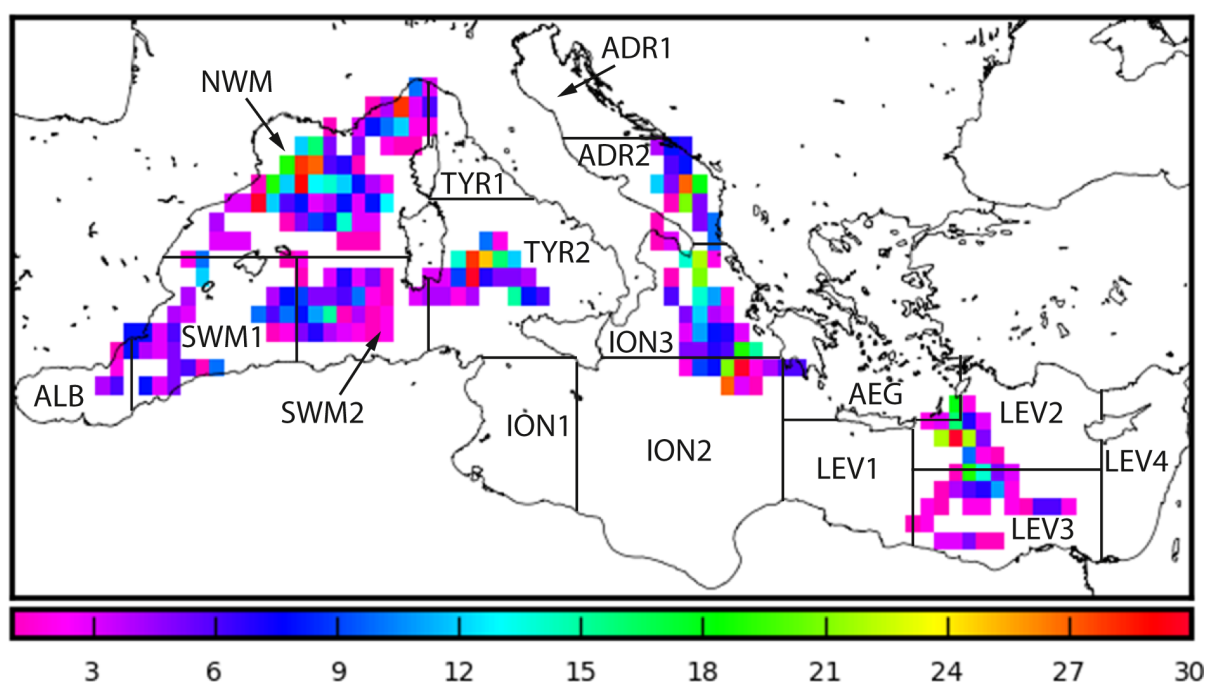 ADR1
NWM
ADR2
TYR1
TYR2
SWM1
ION3
ALB
SWM2
AEG
LEV2
ION1
ION2
LEV1
LEV4
LEV3
3 6 9 12 15 18 21 24 27 30